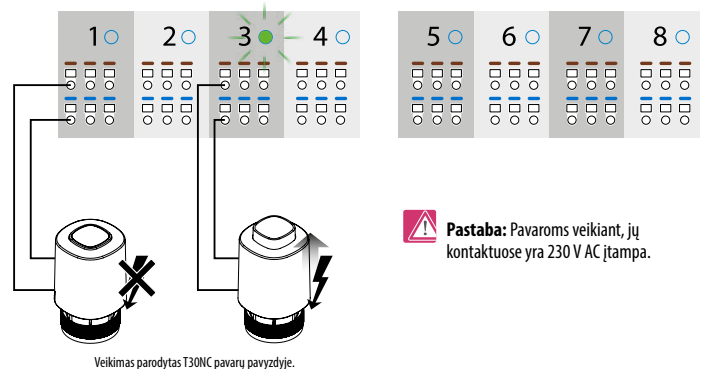 1 2 3 4 5 6 7 8
Pastaba: Pavaroms veikiant, jų
kontaktuose yra 230 V AC įtampa.
Veikimas parodytas T30NC pavarų pavyzdyje.